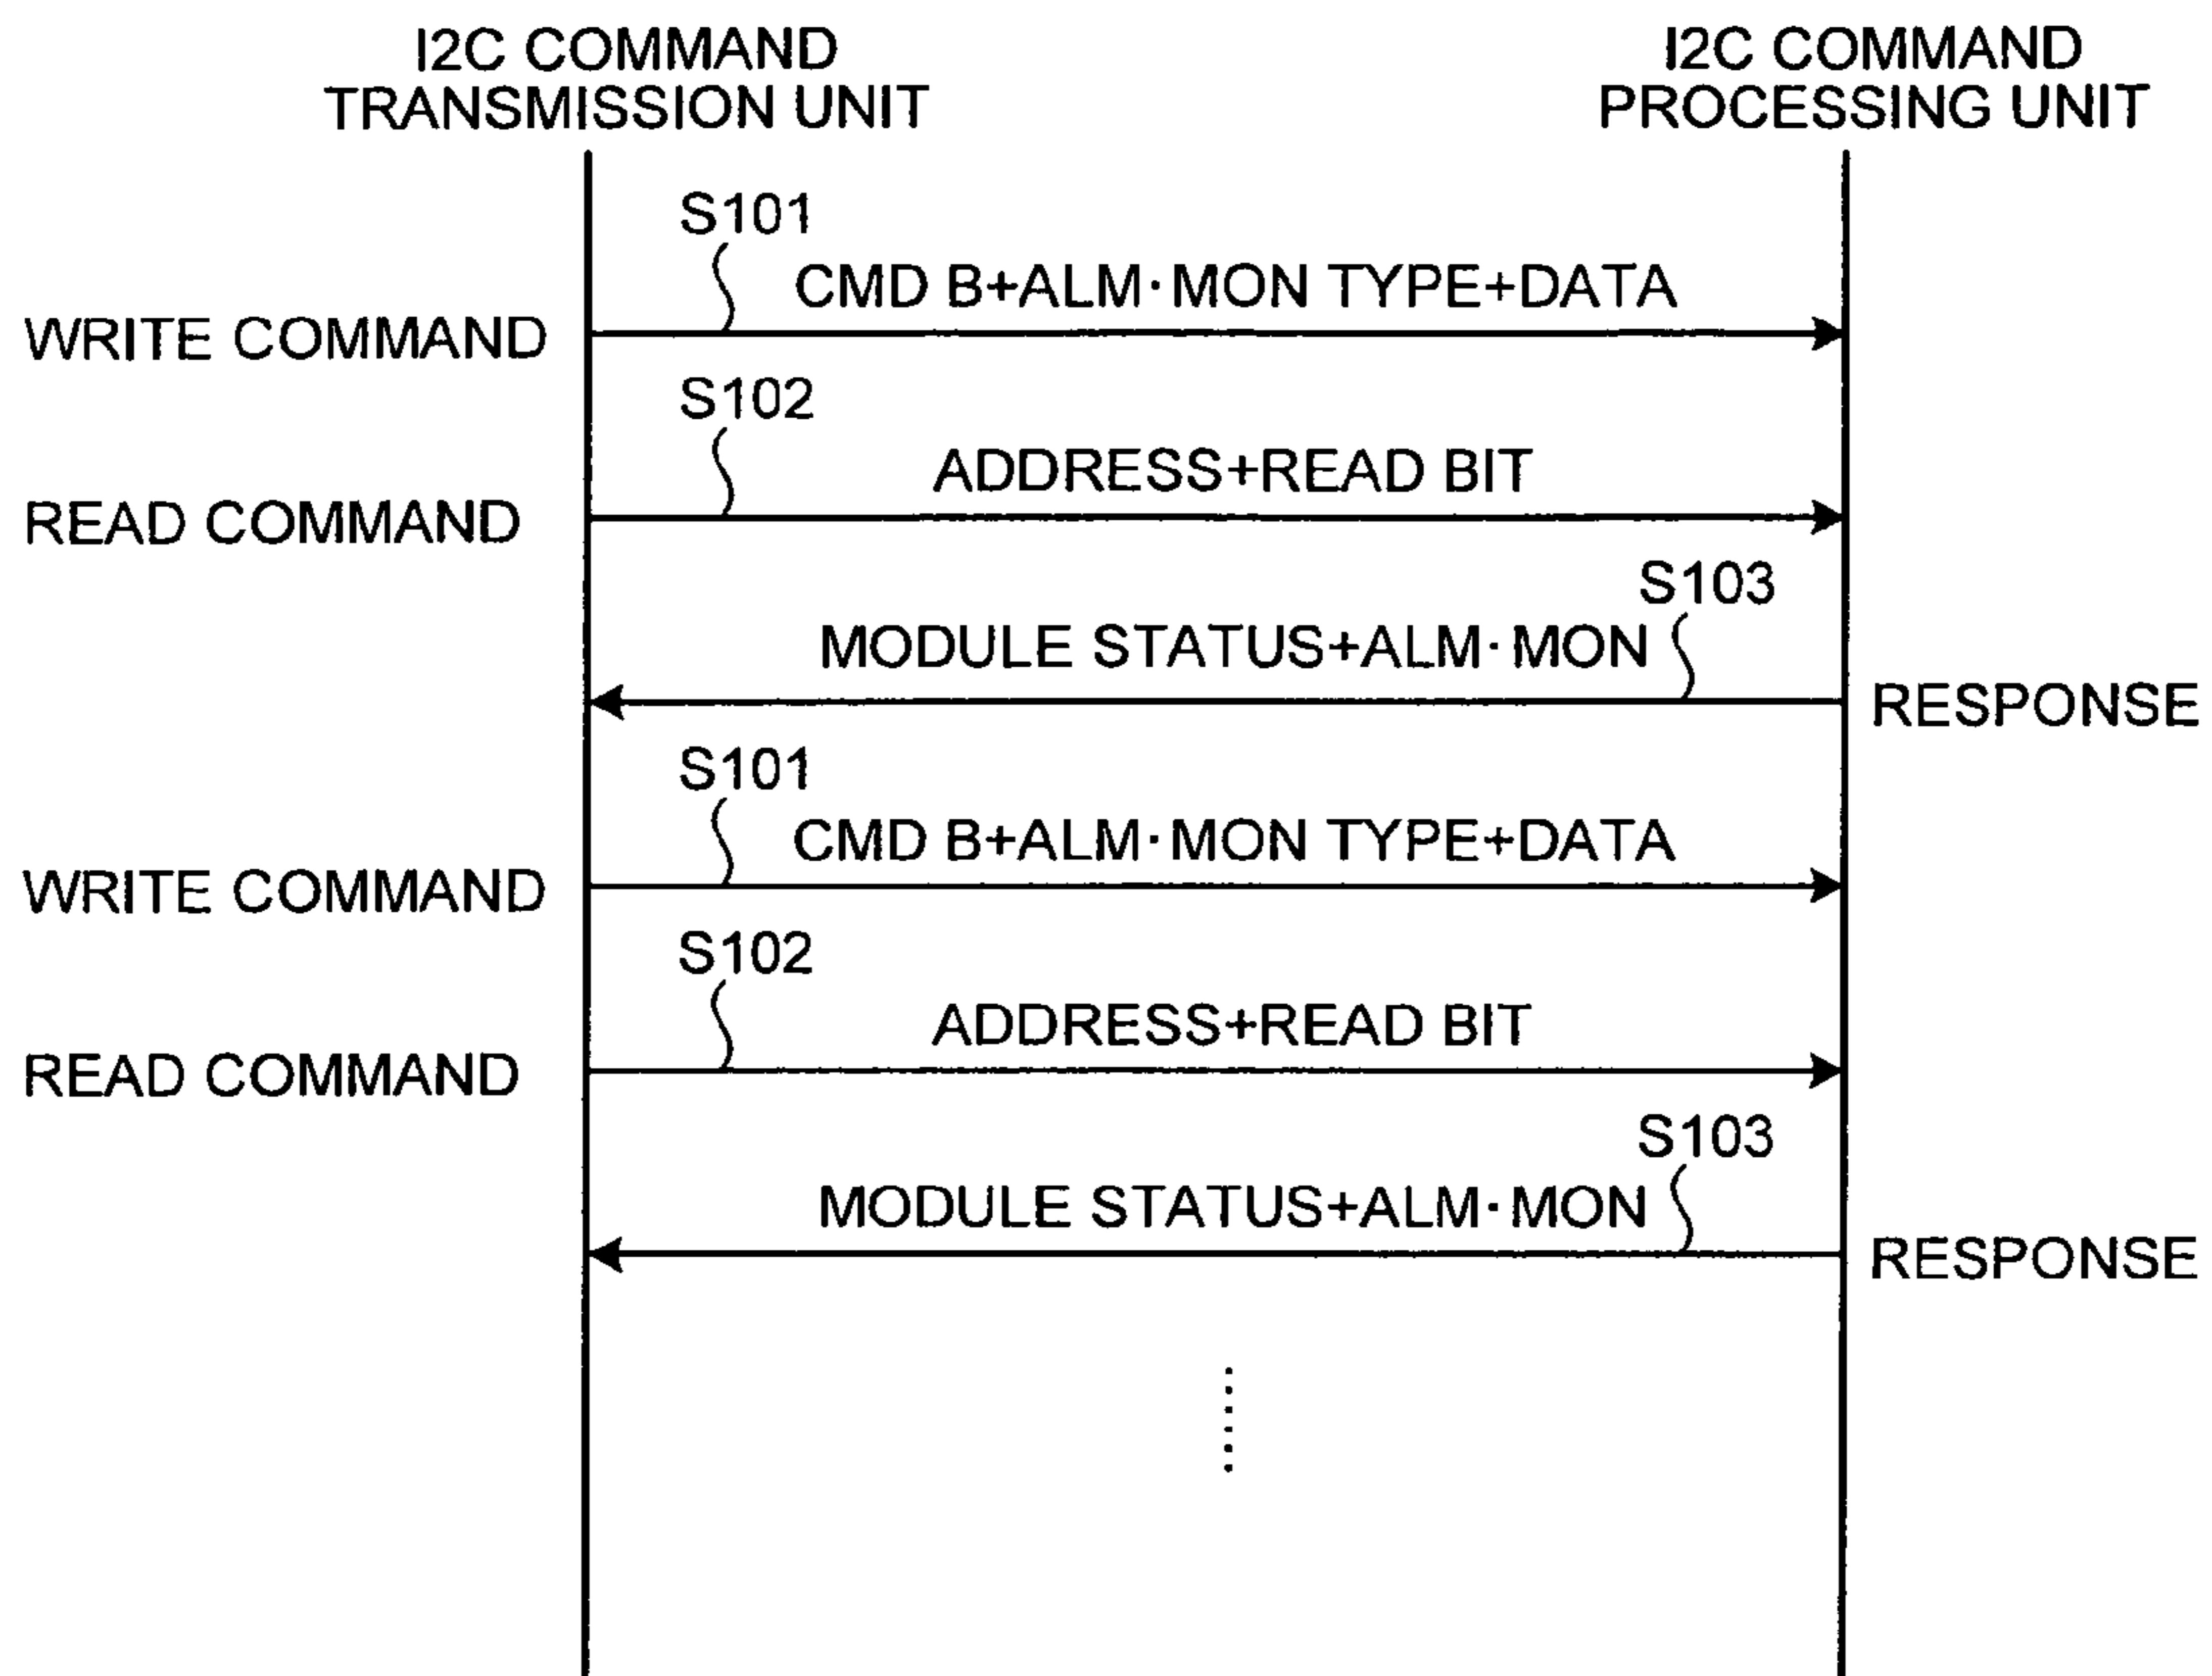 I2C COMMAND
TRANSMISSION UNIT
I2C COMMAND
PROCESSING UNIT
S101
CMD B+ALM·MON TYPE+DATA
WRITE COMMAND
S102
ADDRESS+READ BIT
READ COMMAND
S103
MODULE STATUS+ALM·MON
RESPONSE
S101
CMD B+ALM·MON TYPE+DATA
WRITE COMMAND
S102
ADDRESS+READ BIT
READ COMMAND
S103
MODULE STATUS+ALM·MON
RESPONSE